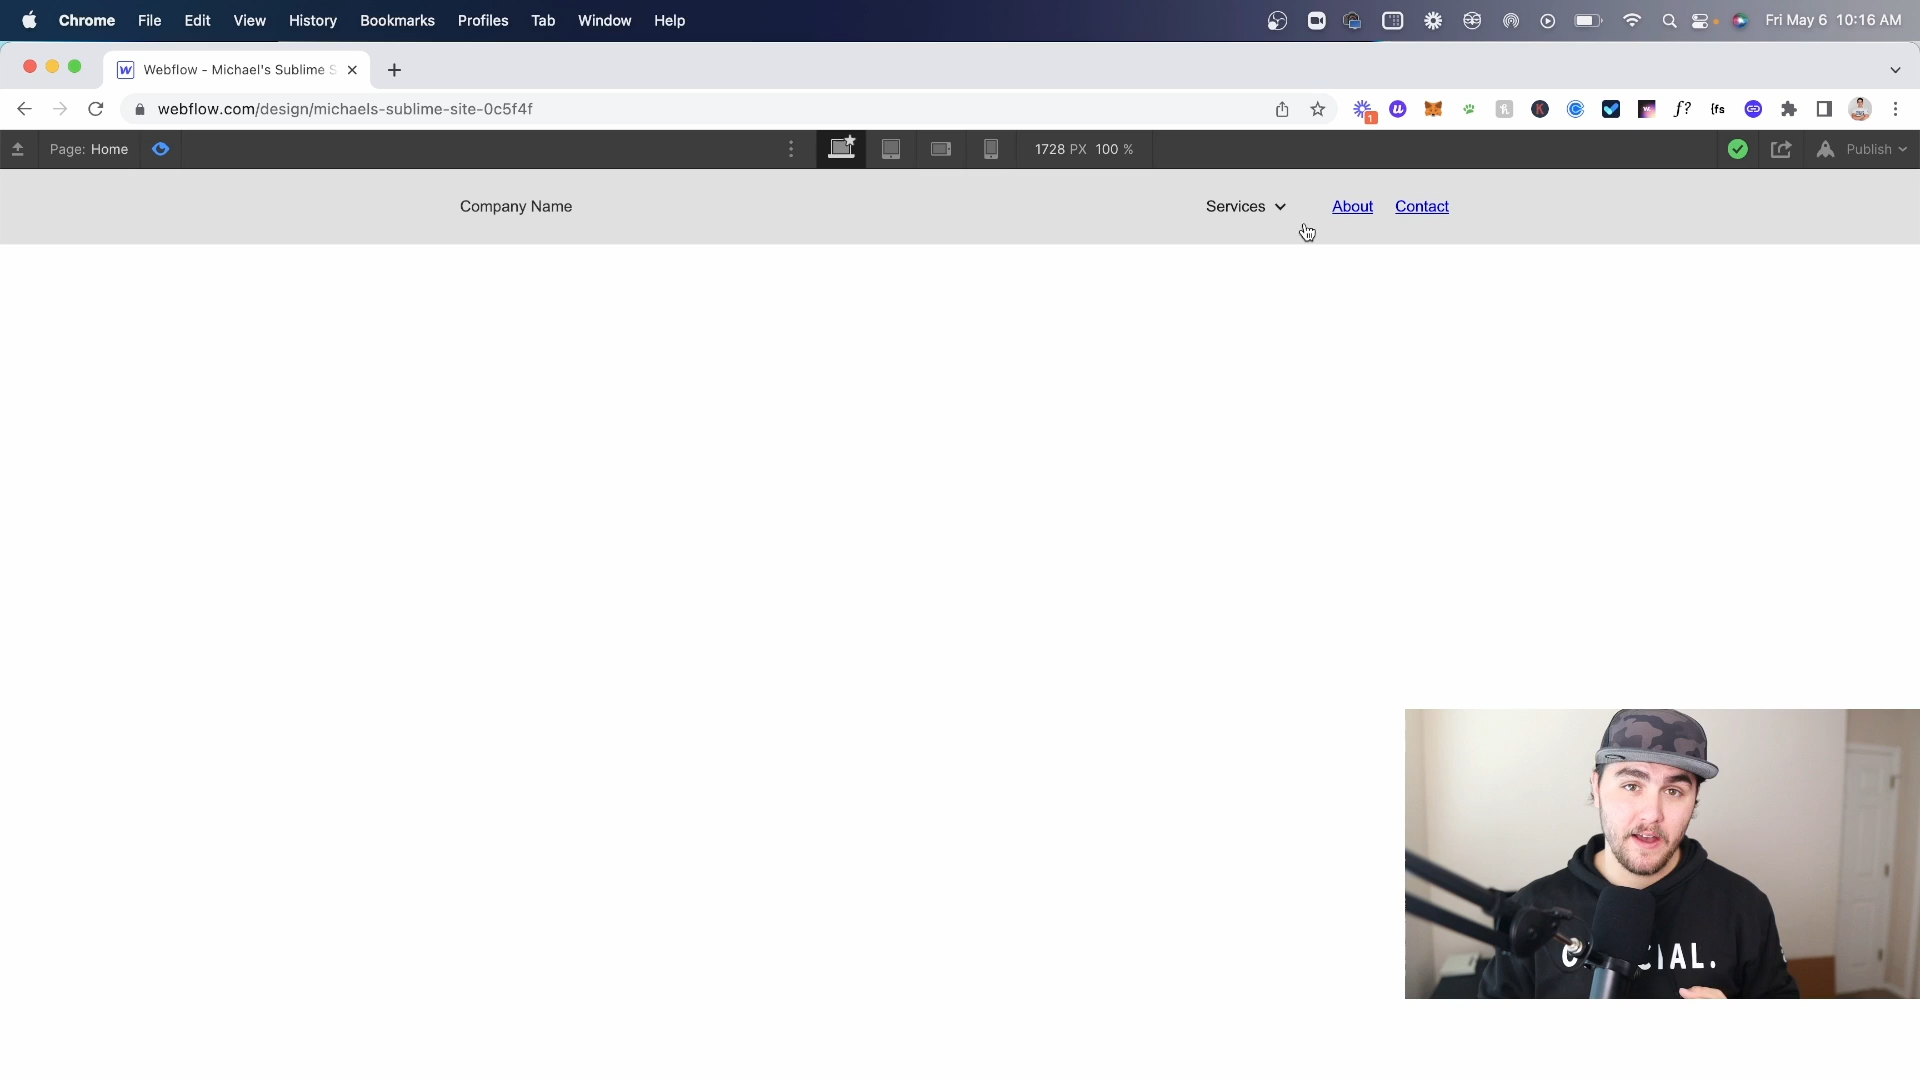 Chrome File Edit View History Bookmarks Profiles Tab Window Help Fri May 6 10:16 AM
Webflow - Michael's Sublime S
webflow.com/design/michaels-sublime-site-0c5f4f
1
Page: Home 1728 PX 100 % Publish
Company Name Services About Contact